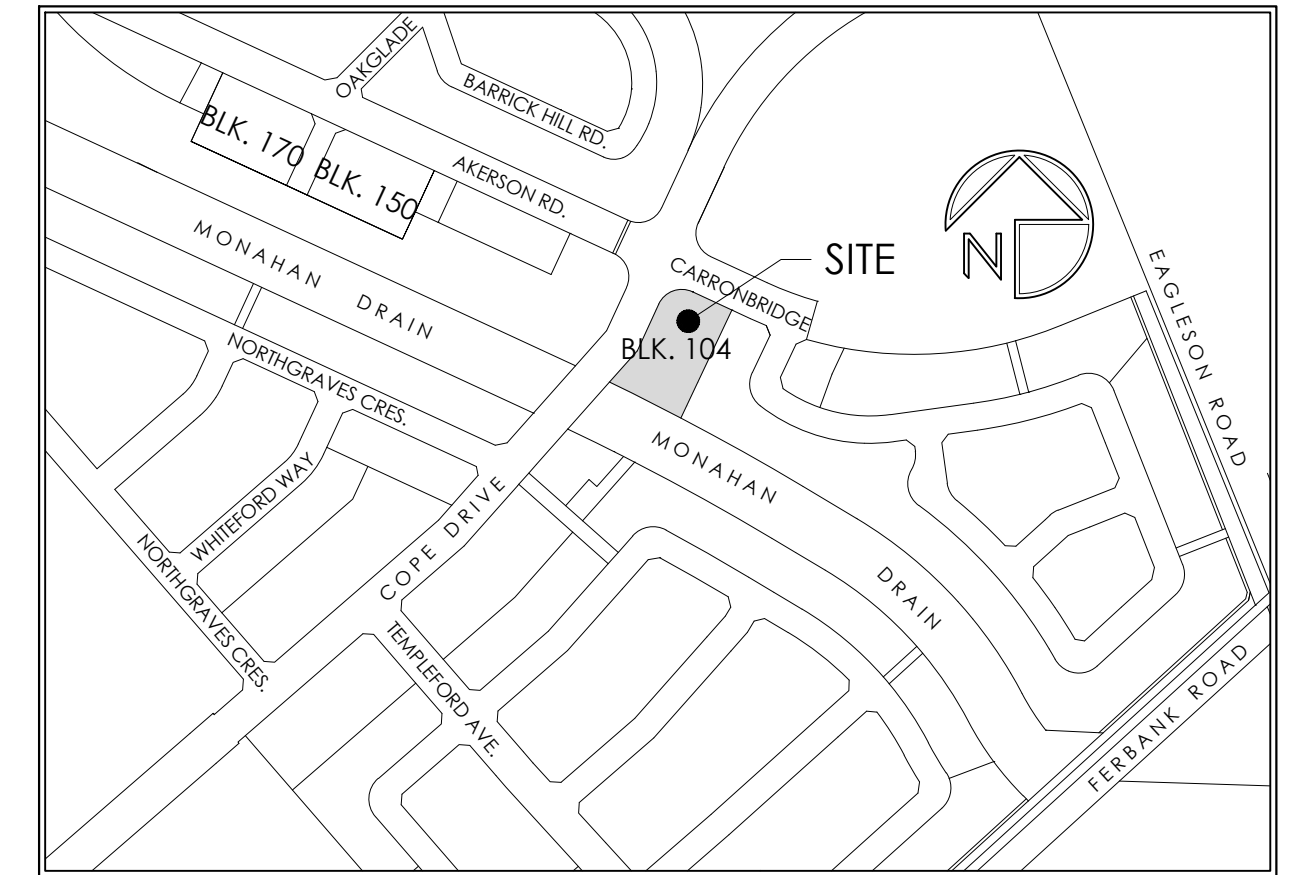 OAKGLADE
BARRICK HILL RD.
BLK. 170
BLK. 150
AKERSON RD.
MONAHAN DRAIN
SITE
N
CARRONBRIDGE
BLK. 104
EAGLESON ROAD
NORTHGRAVES CRES.
WHITEFORD WAY
MONAHAN DRAIN
COPE DRIVE
NORTHGRAVES CRES.
TEMPLEFORD AVE.
FERBANK ROAD